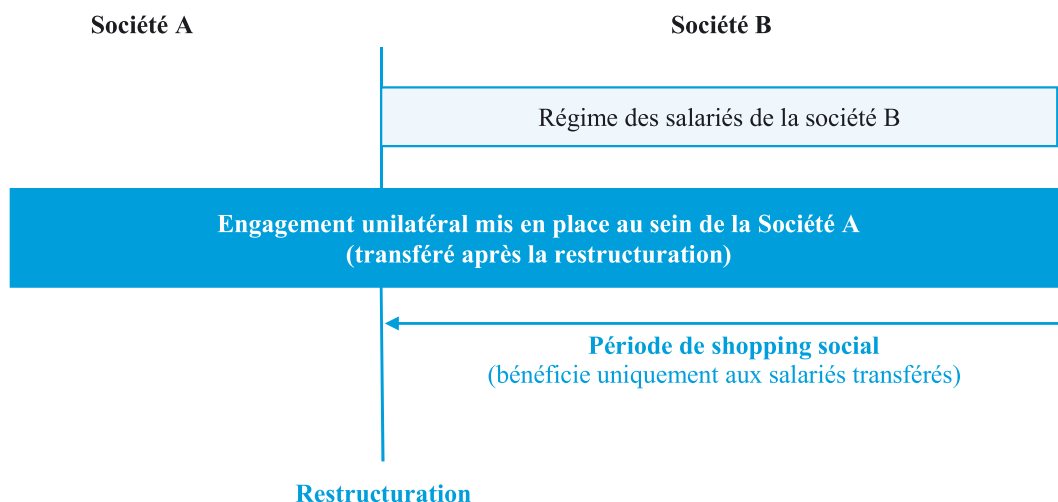 Société A
Société B
Régime des salariés de la société B
Engagement unilatéral mis en place au sein de la Société A
(transféré après la restructuration)
Période de shopping social
(bénéficie uniquement aux salariés transférés)
Restructuration